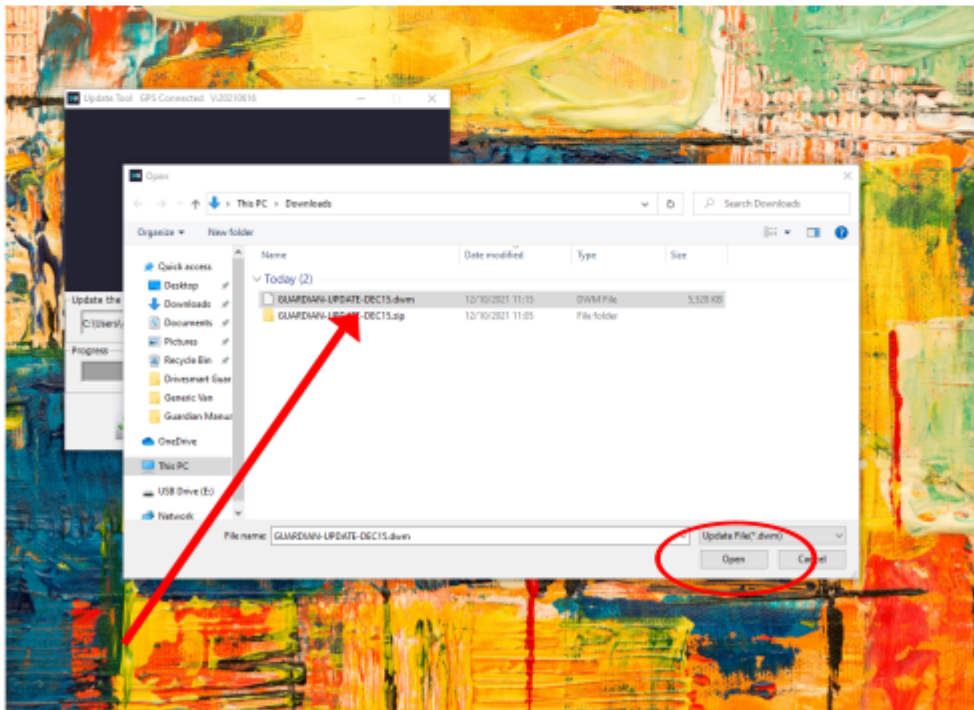 Update Tool GPS Connected V:20210616
Open
This PC > Downloads
Search Downloads
Organize
New folder
Name
Date modified
Type
Size
Quick access
Today (2)
Desktop
GUARDIAN-UPDATE-DEC15.dwm
12/10/2021 11:15
DWM File
5,528 KB
Update the
Downloads
GUARDIAN-UPDATE-DEC15.zip
12/10/2021 11:05
File folder
C:\Users\
Documents
Pictures
Progress
Recycle Bin
Drivesmart Guar
Generic Van
Guardian Manua
OneDrive
This PC
USB Drive (E:)
Network
File name:
GUARDIAN-UPDATE-DEC15.dwm
Update File(*.dwm)
Open
Cancel